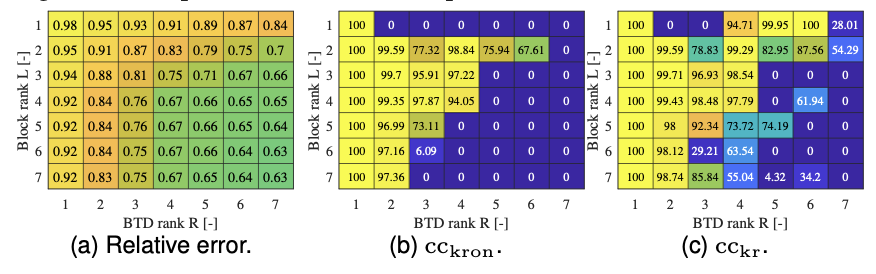 1 0.98 0.95 0.93 0.91 0.89 0.87 0.84
2 0.95 0.91 0.87 0.83 0.79 0.75 0.7
3 0.94 0.88 0.81 0.75 0.71 0.67 0.66
4 0.92 0.84 0.76 0.67 0.66 0.65 0.65
5 0.92 0.84 0.76 0.67 0.66 0.65 0.64
6 0.92 0.84 0.75 0.67 0.66 0.64 0.63
7 0.92 0.83 0.75 0.67 0.65 0.64 0.63
1 2 3 4 5 6 7
Block rank L [-]
BTD rank R [-]
(a) Relative error.
1 100 0 0 0 0 0 0
2 100 99.59 77.32 98.84 75.94 67.61 0
3 100 99.7 95.91 97.22 0 0 0
4 100 99.35 97.87 94.05 0 0 0
5 100 96.99 73.11 0 0 0 0
6 100 97.16 6.09 0 0 0 0
7 100 97.36 0 0 0 0 0
1 2 3 4 5 6 7
Block rank L [-]
BTD rank R [-]
(b) cckron.
1 100 0 0 94.71 99.95 100 28.01
2 100 99.59 78.83 99.29 82.95 87.56 54.29
3 100 99.71 96.93 98.54 0 0 0
4 100 99.43 98.48 97.79 0 61.94 0
5 100 98 92.34 73.72 74.19 0 0
6 100 98.12 29.21 63.54 0 0 0
7 100 98.74 85.84 55.04 4.32 34.2 0
1 2 3 4 5 6 7
Block rank L [-]
BTD rank R [-]
(c) cckr.